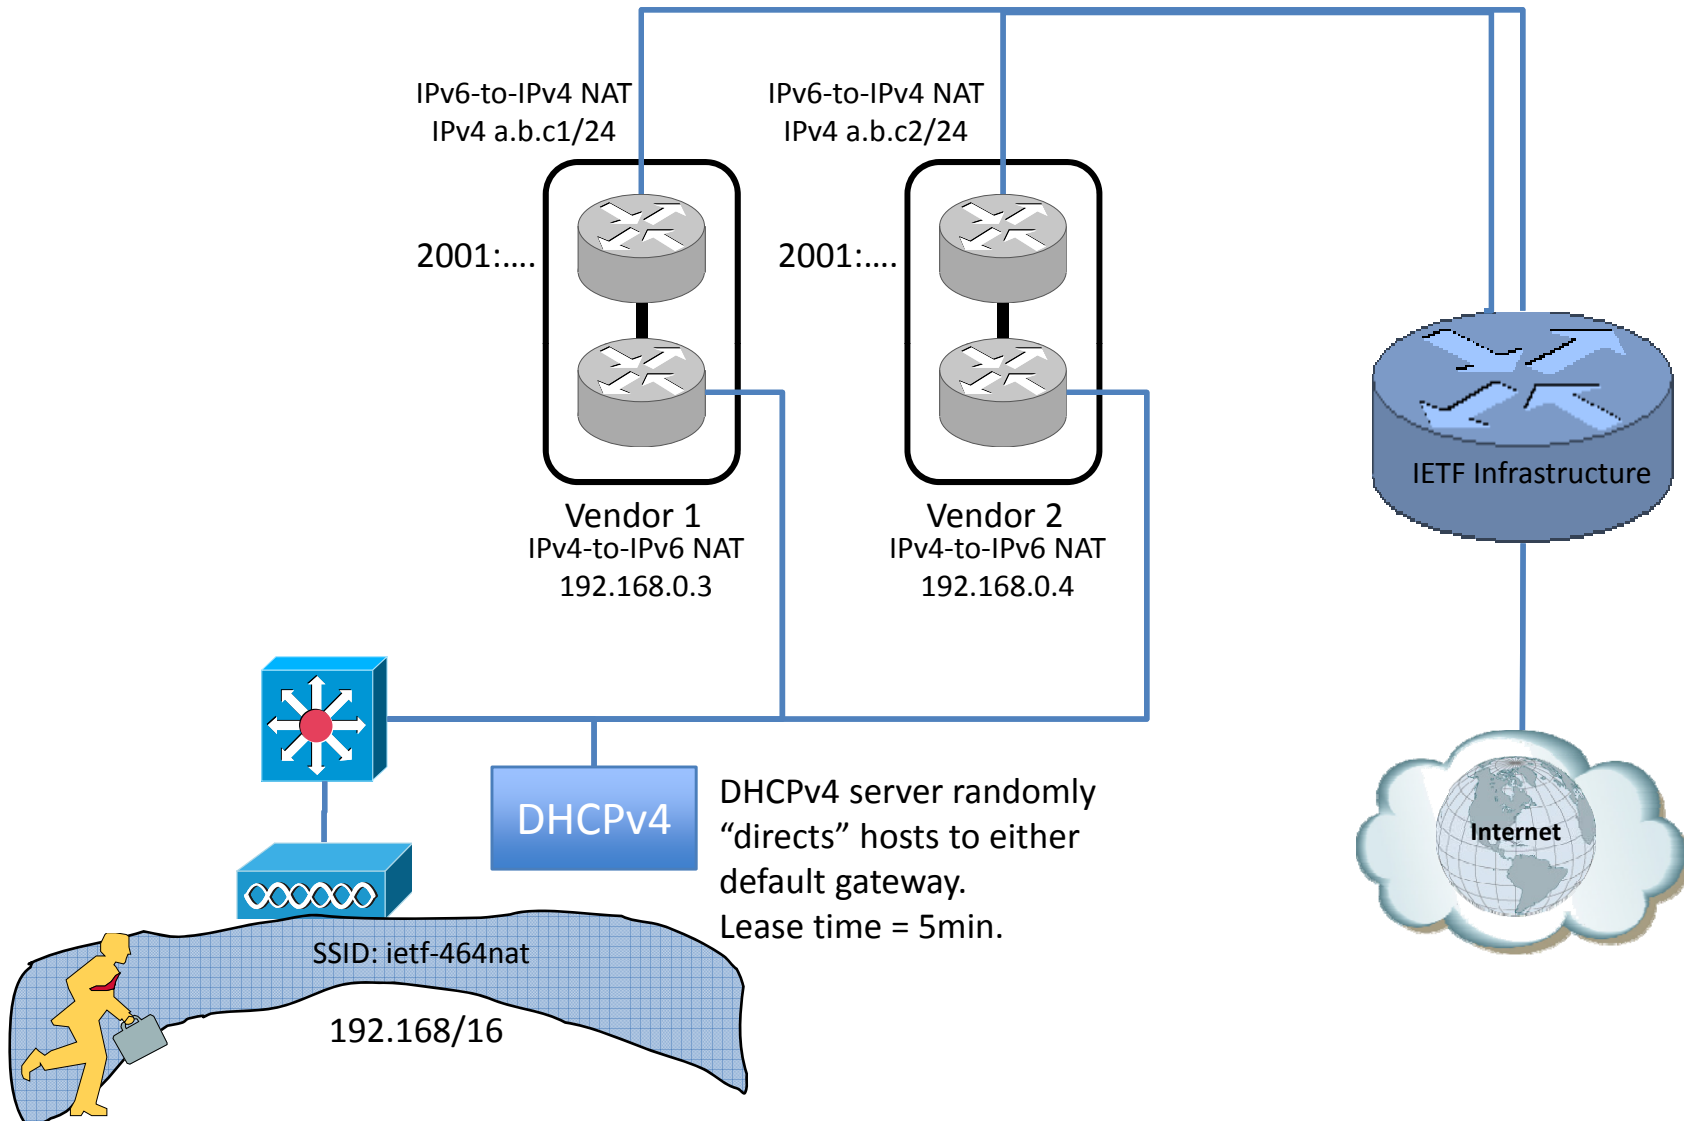 IPv6-to-IPv4 NAT
IPv4 a.b.c1/24
IPv6-to-IPv4 NAT
IPv4 a.b.c2/24
2001:....
2001:....
Vendor 1
IPv4-to-IPv6 NAT
192.168.0.3
Vendor 2
IPv4-to-IPv6 NAT
192.168.0.4
IETF Infrastructure
DHCPv4
DHCPv4 server randomly
“directs” hosts to either
default gateway.
Lease time = 5min.
Internet
SSID: ietf-464nat
192.168/16